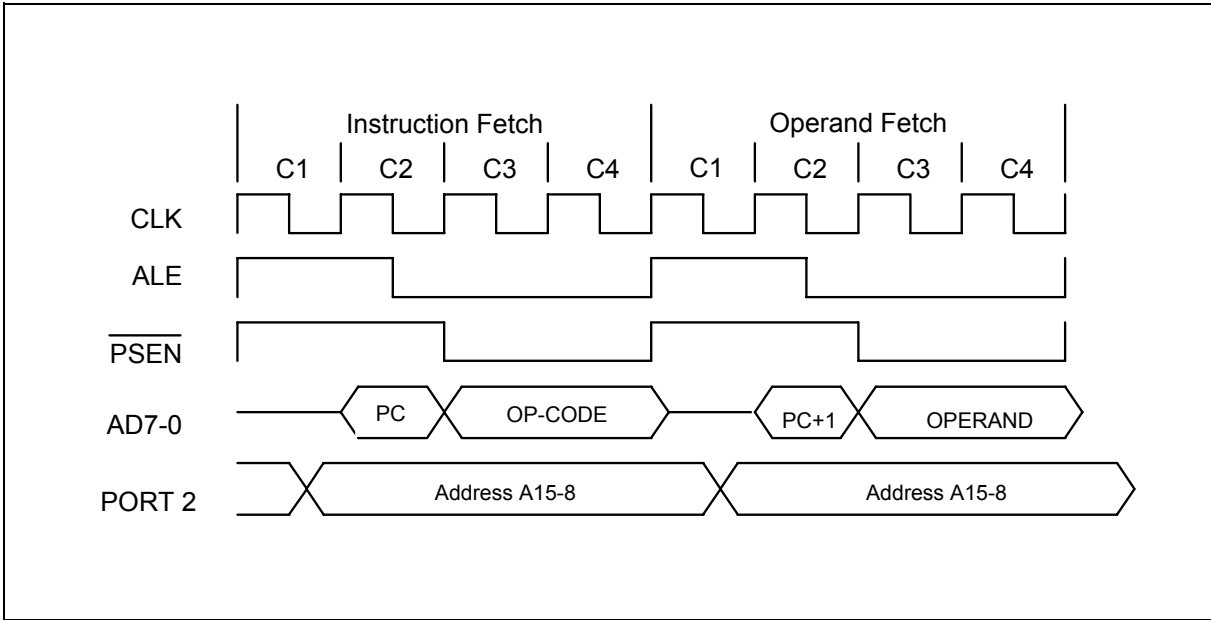 Instruction Fetch Operand Fetch
C1 C2 C3 C4 C1 C2 C3 C4
CLK
ALE
PSEN
AD7-0 PC OP-CODE PC+1 OPERAND
PORT 2 Address A15-8 Address A15-8